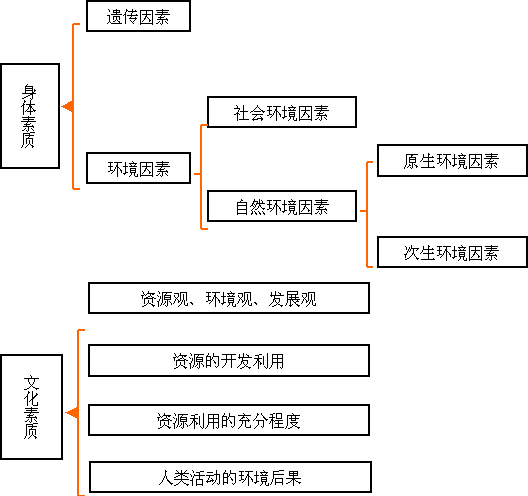 遗传因素
身体素质
社会环境因素
环境因素
原生环境因素
自然环境因素
次生环境因素
资源观、环境观、发展观
资源的开发利用
文化素质
资源利用的充分程度
人类活动的环境后果